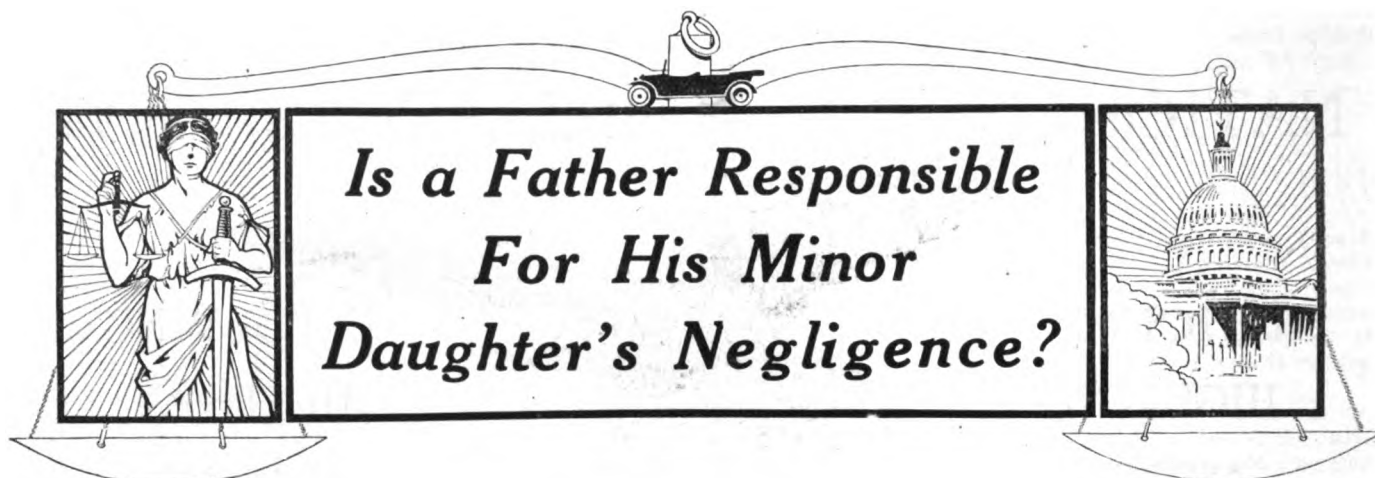 Is a Father Responsible
For His Minor
Daughter's Negligence?